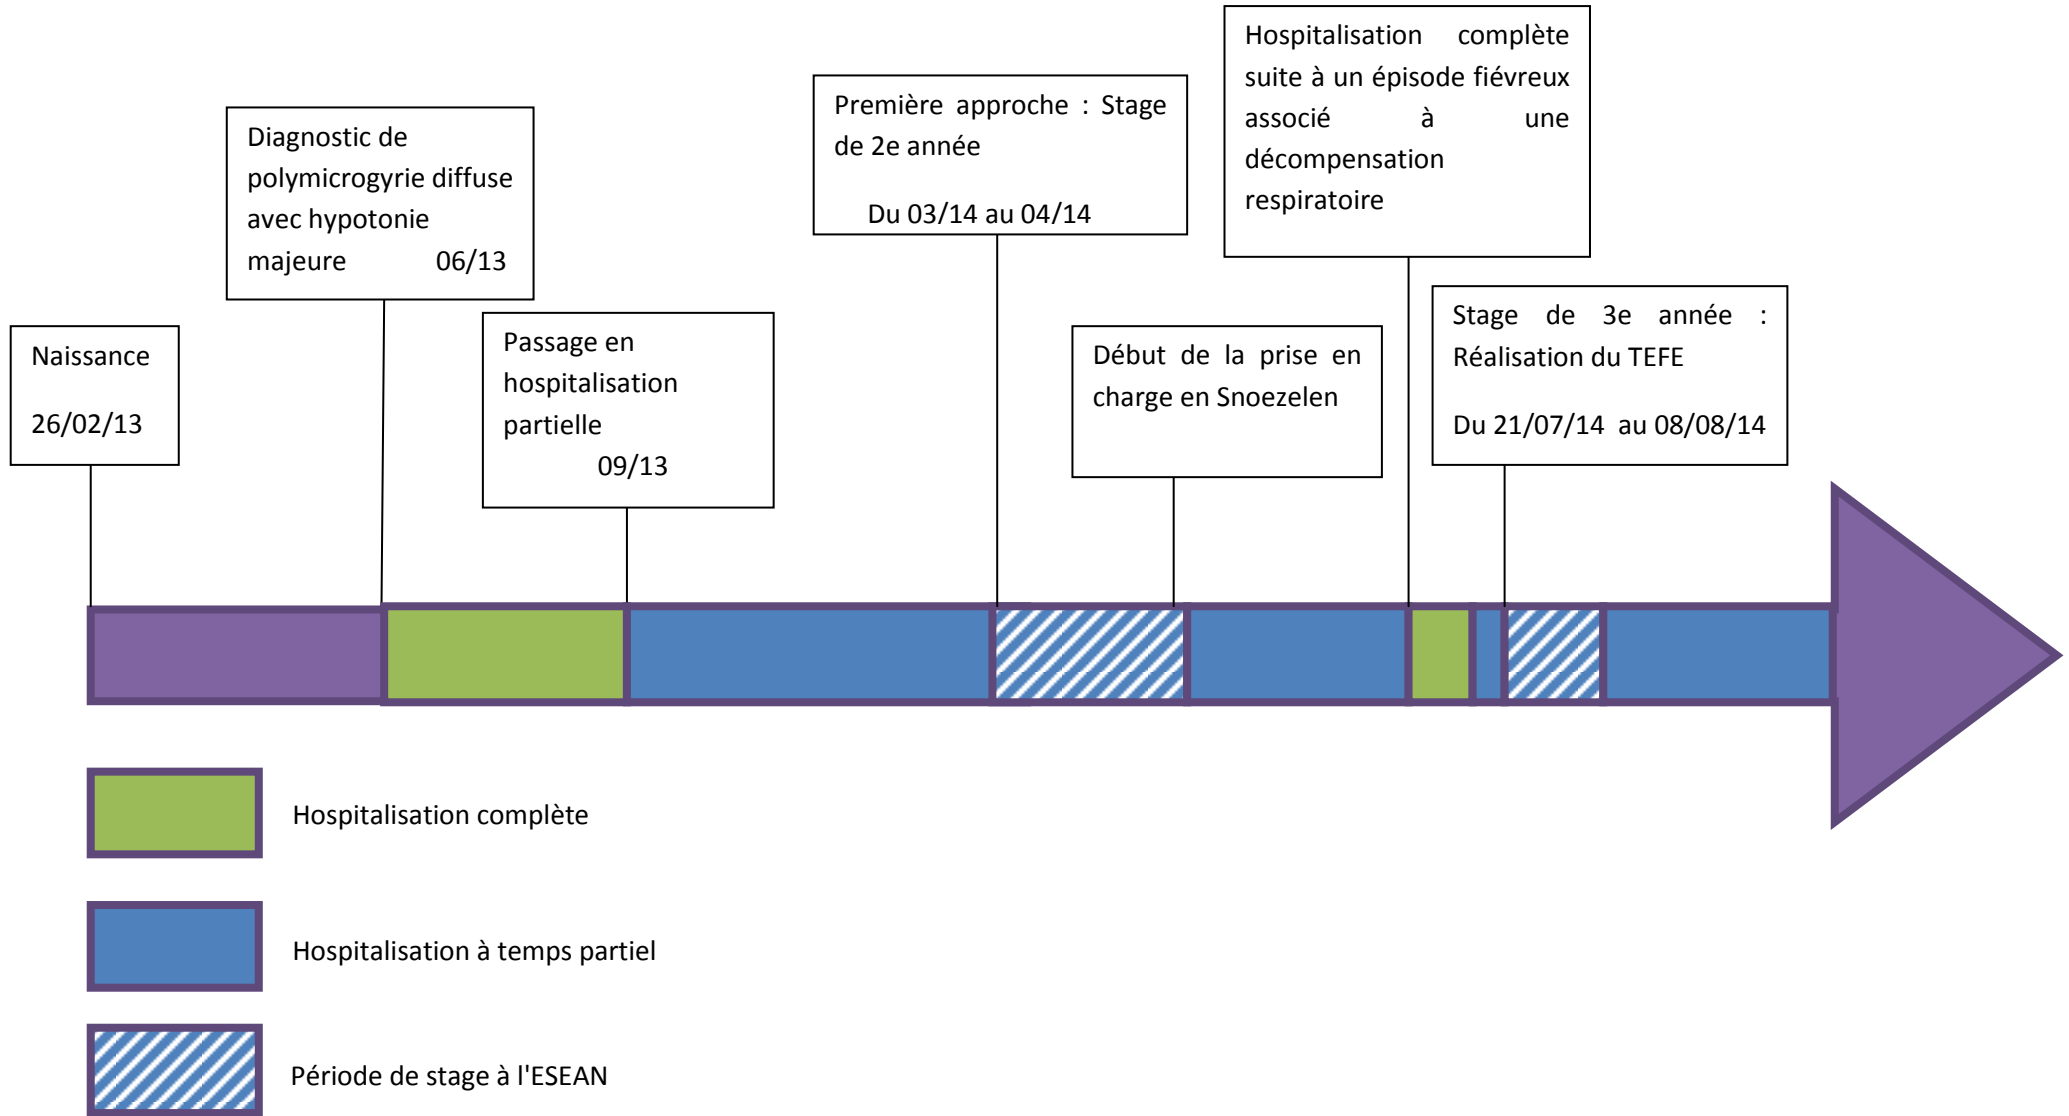 Naissance
26/02/13
Diagnostic de
polymicrogyrie diffuse
avec hypotonie
majeure 06/13
Passage en
hospitalisation
partielle
09/13
Première approche : Stage
de 2e année
Du 03/14 au 04/14
Début de la prise en
charge en Snoezelen
Hospitalisation complète
suite à un épisode fiévreux
associé à une
décompensation
respiratoire
Stage de 3e année :
Réalisation du TEFE
Du 21/07/14 au 08/08/14
Hospitalisation complète
Hospitalisation à temps partiel
Période de stage à l'ESEAN